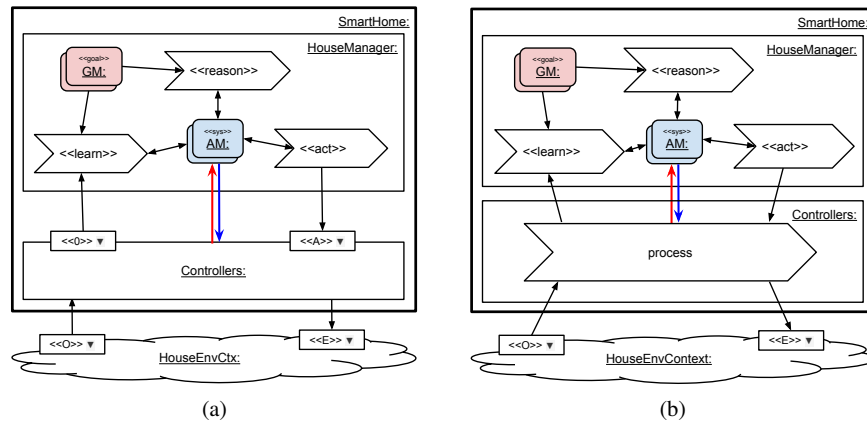 SmartHome:
HouseManager:
<<goal>>
GM:
<<reason>>
<<sys>>
AM:
<<learn>>
<<act>>
<<0>> ▼
<<A>> ▼
Controllers:
<<O>> ▼
<<E>> ▼
HouseEnvCtx:
(a)
SmartHome:
HouseManager:
<<goal>>
GM:
<<reason>>
<<sys>>
AM:
<<learn>>
<<act>>
Controllers:
process
<<O>> ▼
<<E>> ▼
HouseEnvContext:
(b)